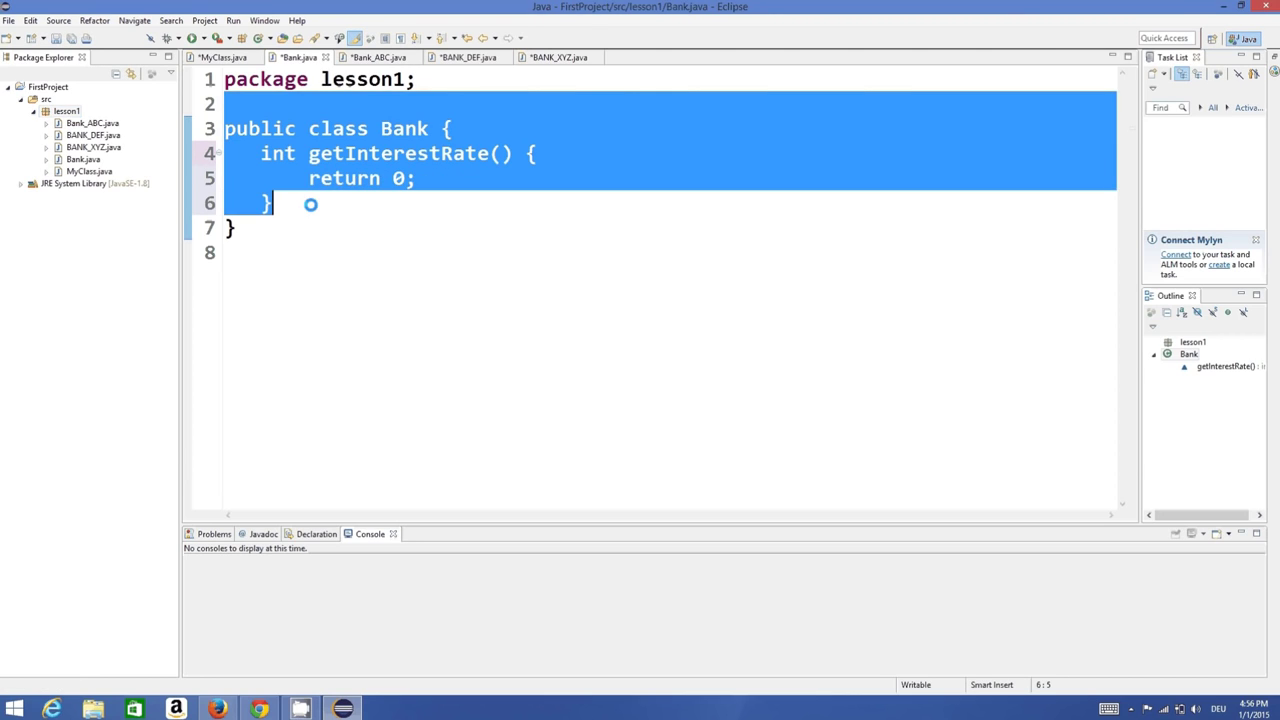 Java - FirstProject/src/lesson1/Bank.java - Eclipse
File Edit Source Refactor Navigate Search Project Run Window Help
Quick Access Java
Package Explorer
*MyClass.java *Bank.java *Bank_ABC.java *BANK_DEF.java *BANK_XYZ.java
Task List
FirstProject
src
lesson1
Bank_ABC.java
BANK_DEF.java
BANK_XYZ.java
Bank.java
MyClass.java
JRE System Library [JavaSE-1.8]
1 package lesson1;
2
3 public class Bank {
4 int getInterestRate() {
5 return 0;
6 }
7 }
8
Find All Activa...
Connect Mylyn
Connect to your task and
ALM tools or create a local
task.
Outline
lesson1
Bank
getInterestRate() : i
Problems Javadoc Declaration Console
No consoles to display at this time.
Writable Smart Insert 6 : 5
DEU 4:56 PM
1/1/2015